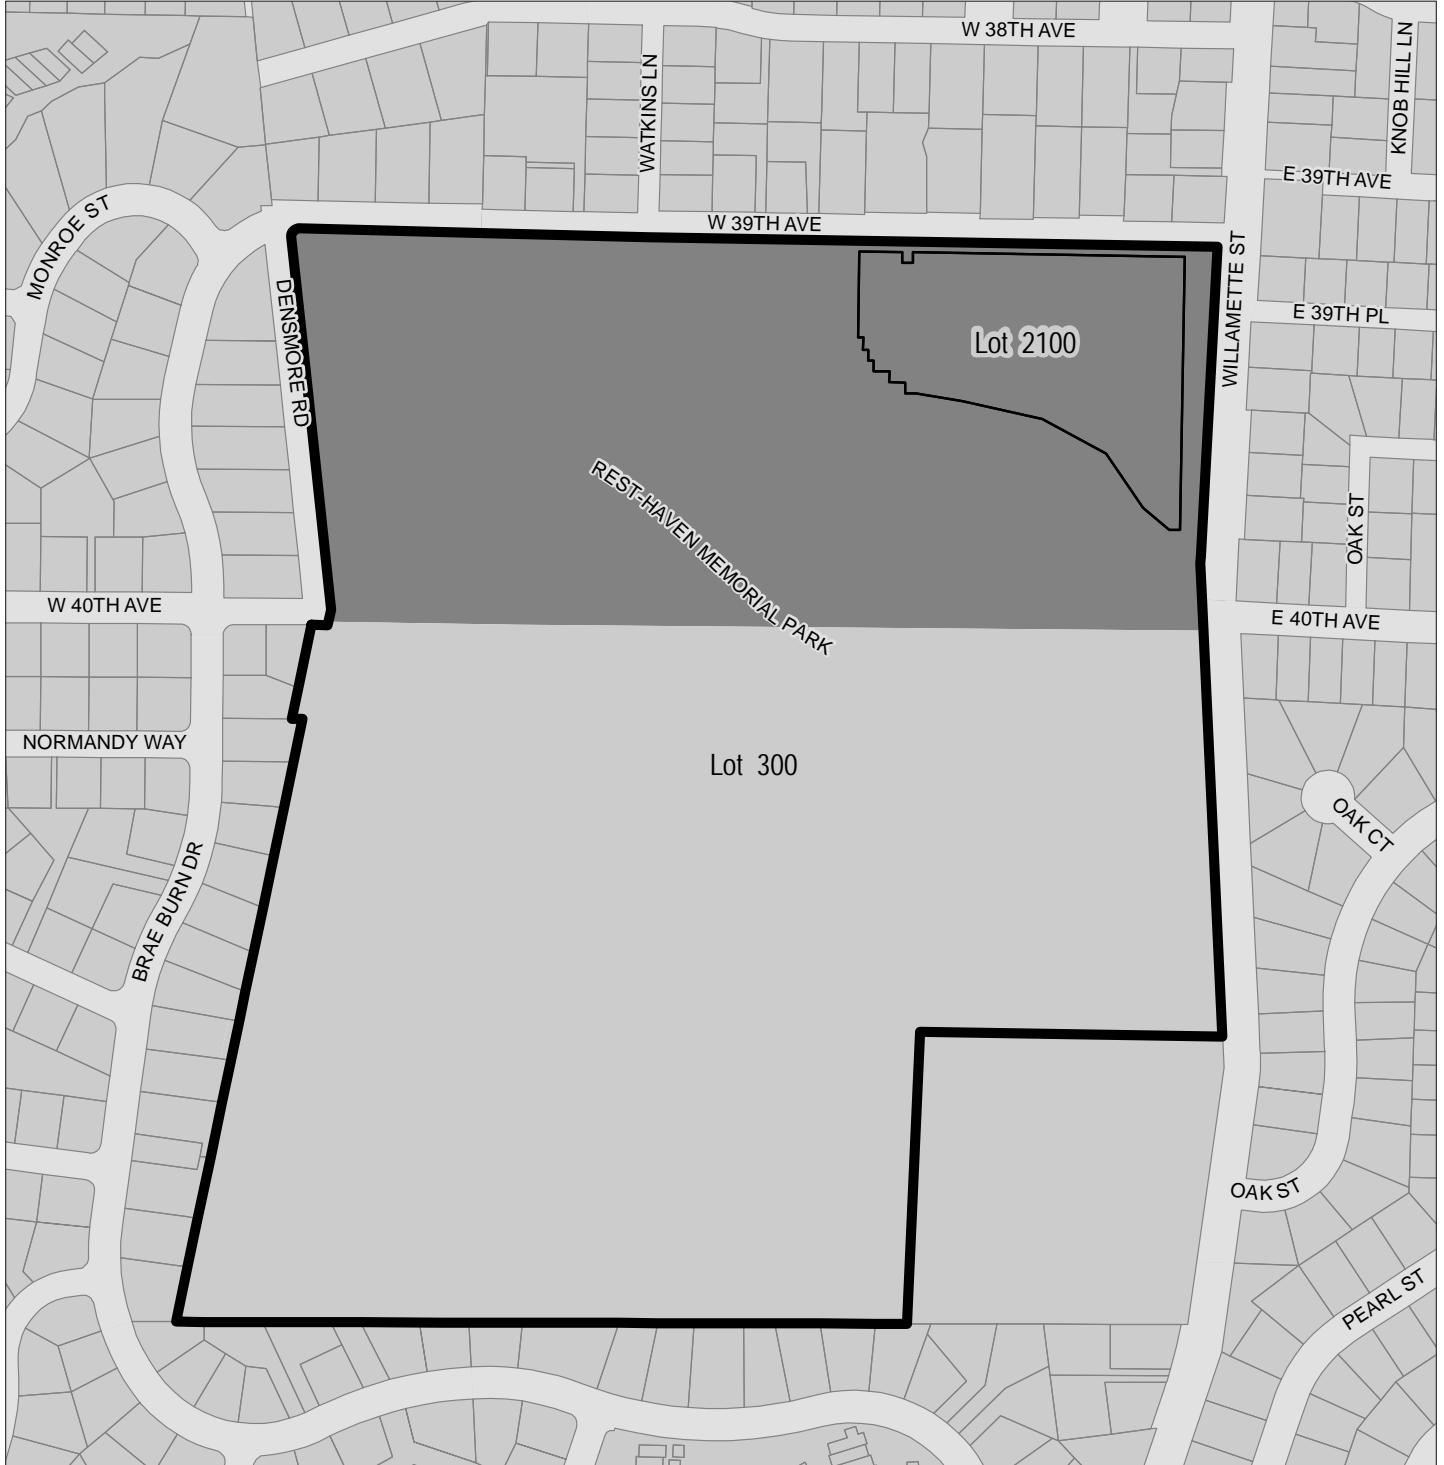 W 38TH AVE
KNOB HILL LN
WATKINS LN
E 39TH AVE
MONROE ST
W 39TH AVE
WILLAMETTE ST
DENSMORE RD
E 39TH PL
Lot 2100
REST-HAVEN MEMORIAL PARK
OAK ST
W 40TH AVE
E 40TH AVE
NORMANDY WAY
Lot 300
OAK CT
BRAE BURN DR
OAK ST
PEARL ST